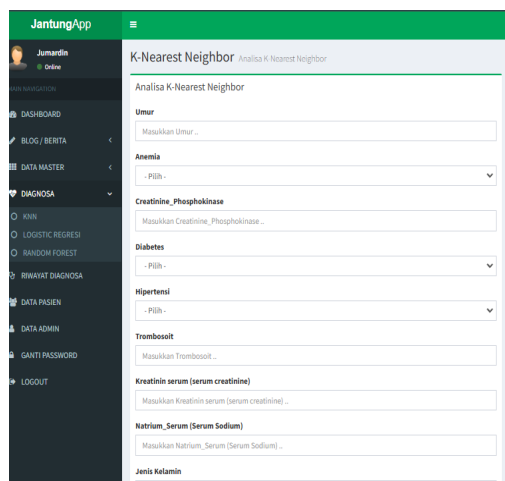 JantungApp
Jumardin
Online
MAIN NAVIGATION
DASHBOARD
BLOG / BERITA
DATA MASTER
DIAGNOSA
KNN
LOGISTIC REGRESI
RANDOM FOREST
RIWAYAT DIAGNOSA
DATA PASIEN
DATA ADMIN
GANTI PASSWORD
LOGOUT
K-Nearest Neighbor Analisa K-Nearest Neighbor
Analisa K-Nearest Neighbor
Umur
Masukkan Umur ..
Anemia
- Pilih -
Creatinine_Phosphokinase
Masukkan Creatinine_Phosphokinase ..
Diabetes
- Pilih -
Hipertensi
- Pilih -
Trombosoit
Masukkan Trombosoit ..
Kreatinin serum (serum creatinine)
Masukkan Kreatinin serum (serum creatinine) ..
Natrium_Serum (Serum Sodium)
Masukkan Natrium_Serum (Serum Sodium) ..
Jenis Kelamin